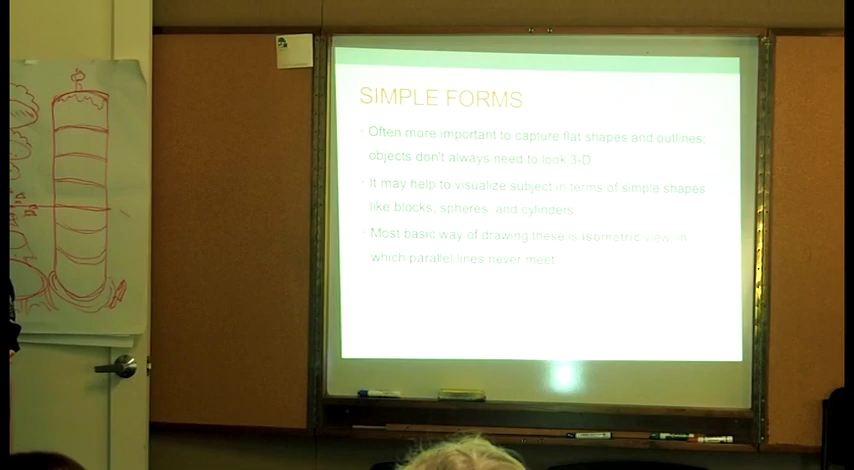 SIMPLE FORMS
Often more important to capture flat shapes and outlines;
objects don't always need to look 3-D
It may help to visualize subject in terms of simple shapes
like blocks, spheres, and cylinders
Most basic way of drawing these is isometric view, in
which parallel lines never meet